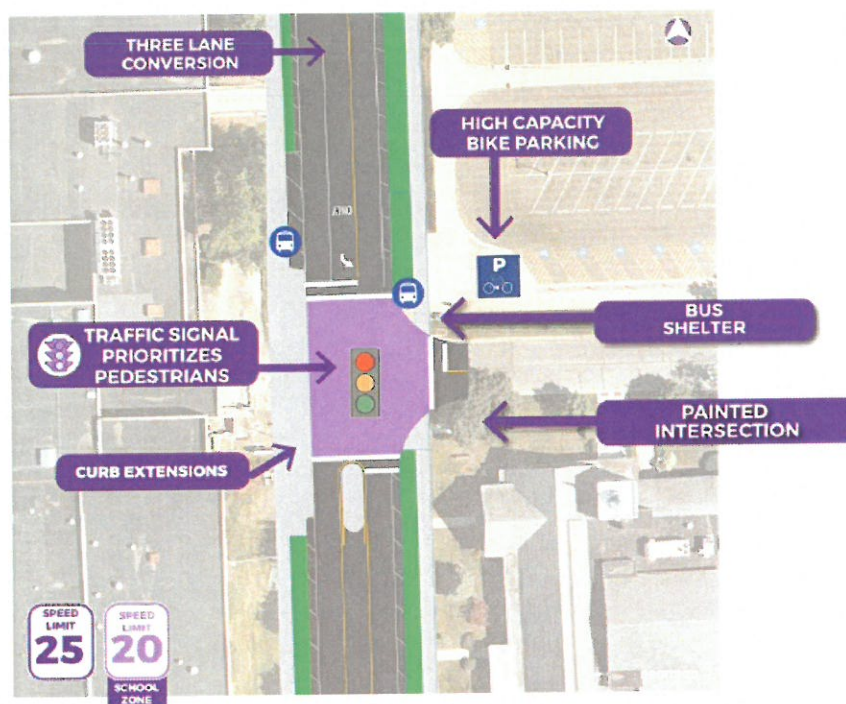 THREE LANE
CONVERSION
HIGH CAPACITY
BIKE PARKING
P
BUS
SHELTER
TRAFFIC SIGNAL
PRIORITIZES
PEDESTRIANS
PAINTED
INTERSECTION
CURB EXTENSIONS
SPEED
LIMIT
25
SPEED
LIMIT
20
SCHOOL
ZONE